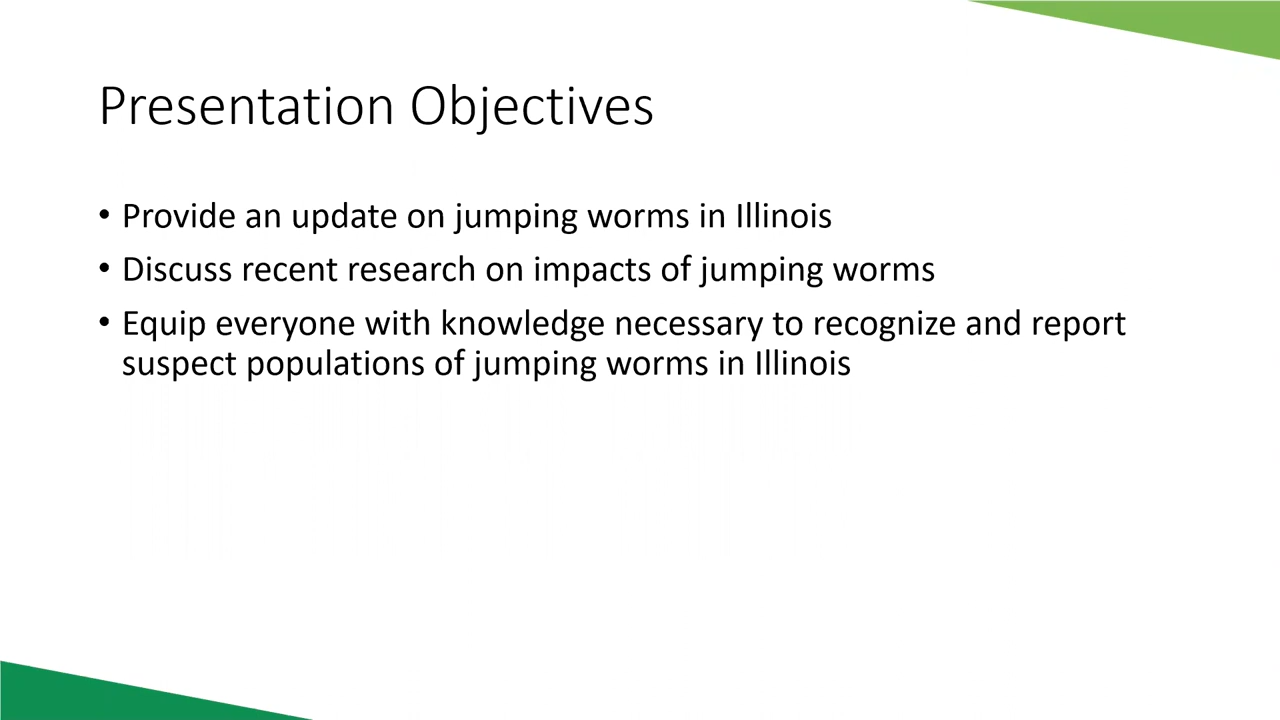 Presentation Objectives
• Provide an update on jumping worms in Illinois
• Discuss recent research on impacts of jumping worms
• Equip everyone with knowledge necessary to recognize and report
suspect populations of jumping worms in Illinois